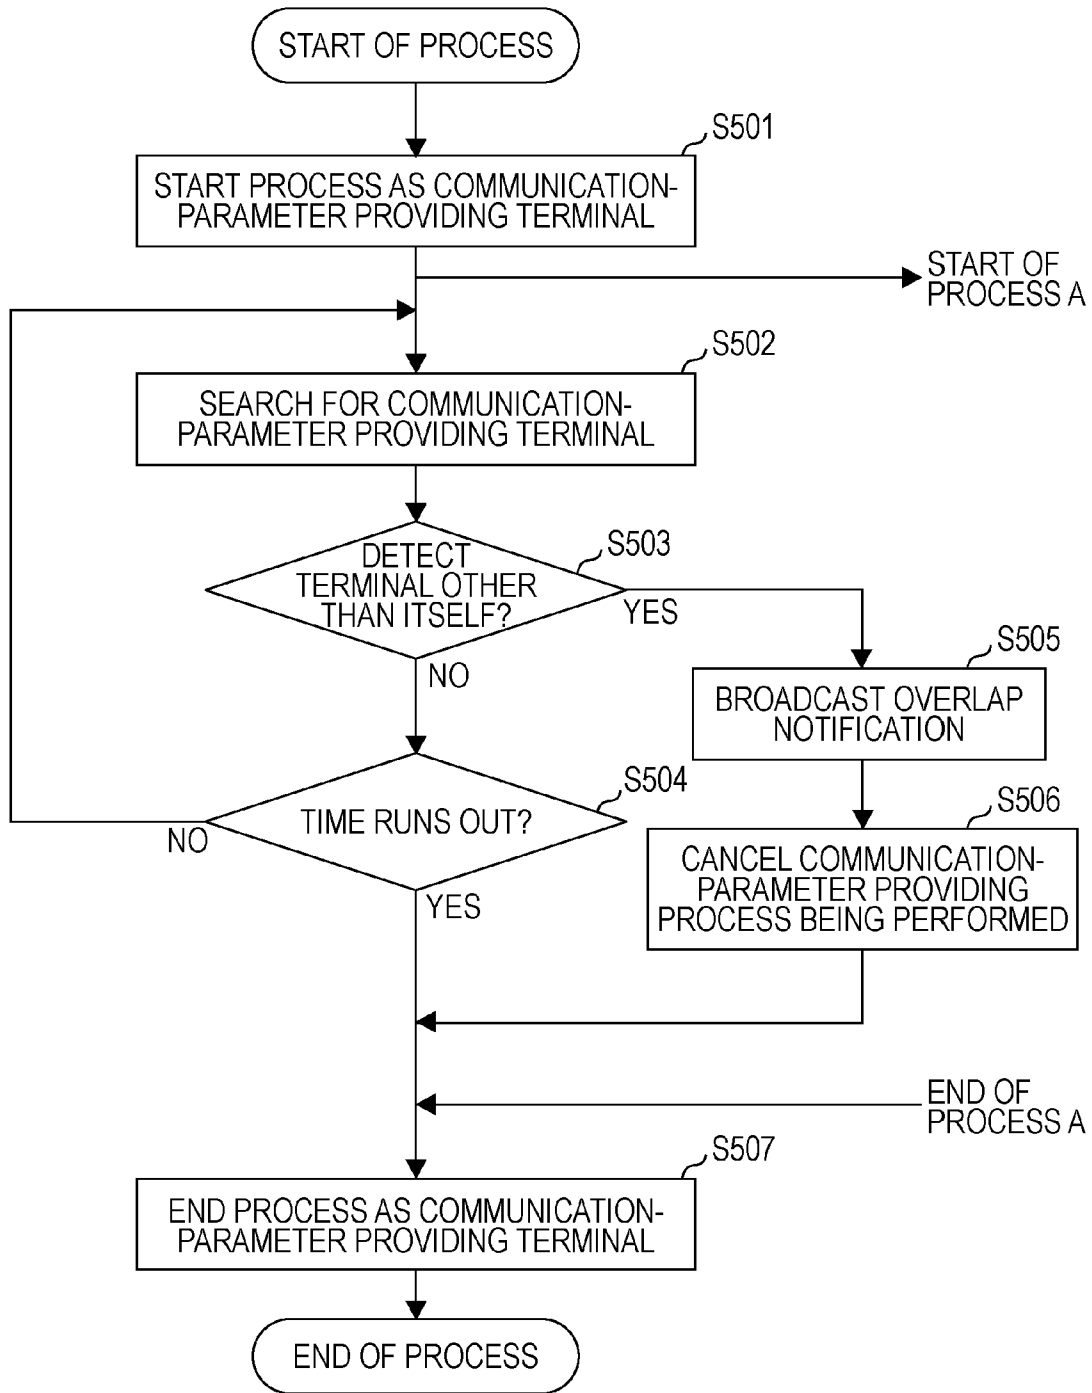 START OF PROCESS
S501
START PROCESS AS COMMUNICATION-
PARAMETER PROVIDING TERMINAL
START OF
PROCESS A
S502
SEARCH FOR COMMUNICATION-
PARAMETER PROVIDING TERMINAL
S503
DETECT
TERMINAL OTHER
THAN ITSELF?
YES
NO
S505
BROADCAST OVERLAP
NOTIFICATION
S504
TIME RUNS OUT?
NO
YES
S506
CANCEL COMMUNICATION-
PARAMETER PROVIDING
PROCESS BEING PERFORMED
END OF
PROCESS A
S507
END PROCESS AS COMMUNICATION-
PARAMETER PROVIDING TERMINAL
END OF PROCESS